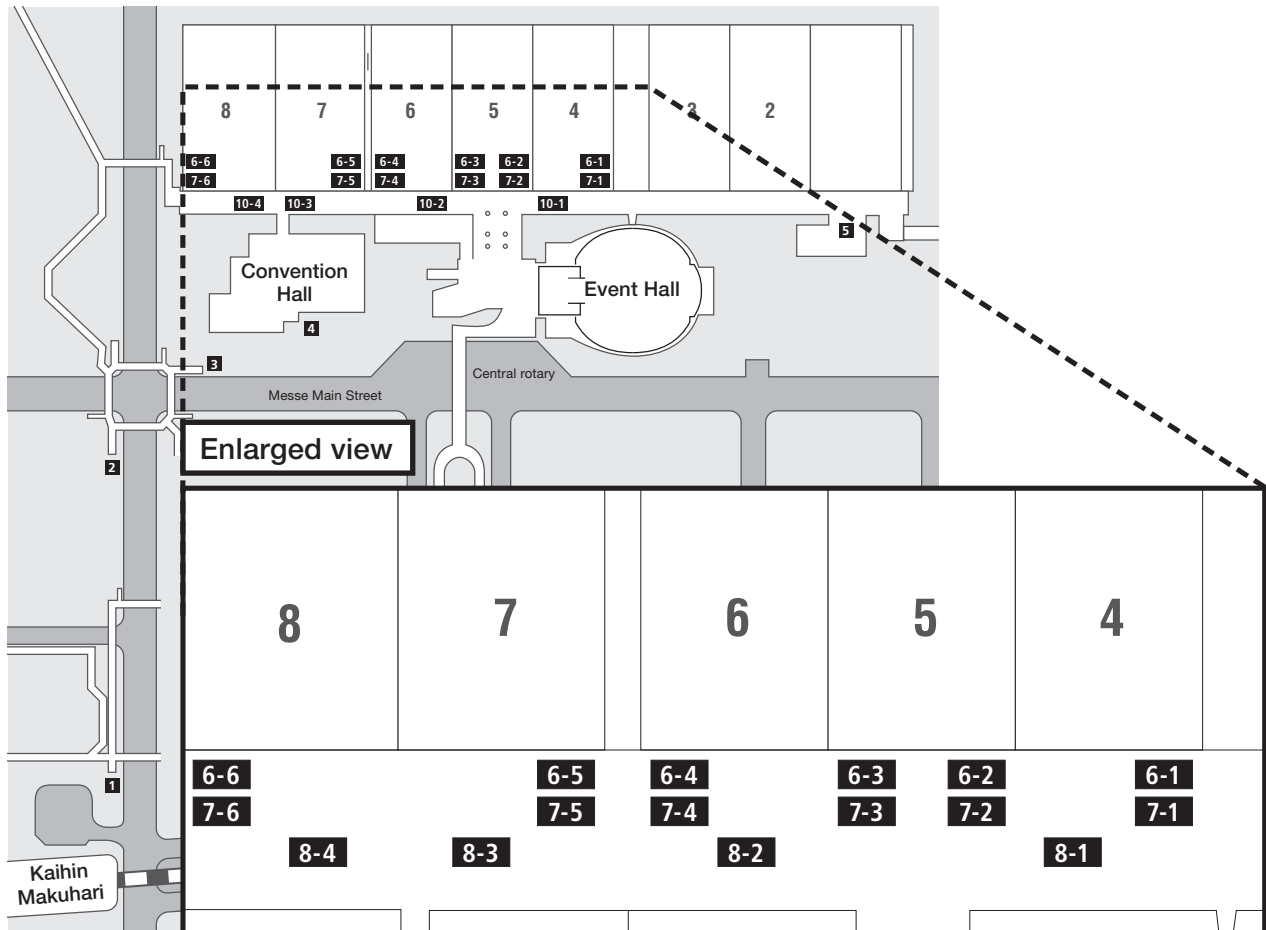 8 7 6 5 4 3 2
6-6 6-5 6-4 6-3 6-2 6-1
7-6 7-5 7-4 7-3 7-2 7-1
10-4 10-3 10-2 10-1
5
Convention
Hall
Event Hall
4
3
Central rotary
Messe Main Street
Enlarged view
2
8 7 6 5 4
6-6 6-5 6-4 6-3 6-2 6-1
1
7-6 7-5 7-4 7-3 7-2 7-1
8-4 8-3 8-2 8-1
Kaihin
Makuhari